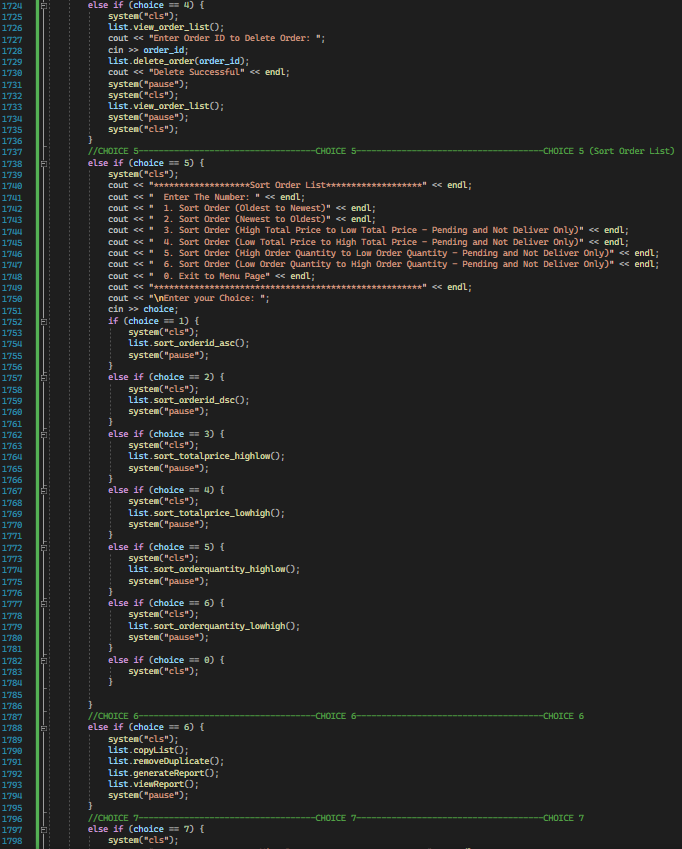 1724 else if (choice == 4) {
1725 system("cls");
1726 list.view_order_list();
1727 cout << "Enter Order ID to Delete Order: ";
1728 cin >> order_id;
1729 list.delete_order(order_id);
1730 cout << "Delete Successful" << endl;
1731 system("pause");
1732 system("cls");
1733 list.view_order_list();
1734 system("pause");
1735 system("cls");
1736 }
1737 //CHOICE 5-----------------------------------CHOICE 5-------------------------------------CHOICE 5 (Sort Order List)
1738 else if (choice == 5) {
1739 system("cls");
1740 cout << "*******************Sort Order List*******************" << endl;
1741 cout << "  Enter The Number: " << endl;
1742 cout << "  1. Sort Order (Oldest to Newest)" << endl;
1743 cout << "  2. Sort Order (Newest to Oldest)" << endl;
1744 cout << "  3. Sort Order (High Total Price to Low Total Price - Pending and Not Deliver Only)" << endl;
1745 cout << "  4. Sort Order (Low Total Price to High Total Price - Pending and Not Deliver Only)" << endl;
1746 cout << "  5. Sort Order (High Order Quantity to Low Order Quantity - Pending and Not Deliver Only)" << endl;
1747 cout << "  6. Sort Order (Low Order Quantity to High Order Quantity - Pending and Not Deliver Only)" << endl;
1748 cout << "  0. Exit to Menu Page" << endl;
1749 cout << "*****************************************************" << endl;
1750 cout << "\nEnter your Choice: ";
1751 cin >> choice;
1752 if (choice == 1) {
1753 system("cls");
1754 list.sort_orderid_asc();
1755 system("pause");
1756 }
1757 else if (choice == 2) {
1758 system("cls");
1759 list.sort_orderid_dsc();
1760 system("pause");
1761 }
1762 else if (choice == 3) {
1763 system("cls");
1764 list.sort_totalprice_highlow();
1765 system("pause");
1766 }
1767 else if (choice == 4) {
1768 system("cls");
1769 list.sort_totalprice_lowhigh();
1770 system("pause");
1771 }
1772 else if (choice == 5) {
1773 system("cls");
1774 list.sort_orderquantity_highlow();
1775 system("pause");
1776 }
1777 else if (choice == 6) {
1778 system("cls");
1779 list.sort_orderquantity_lowhigh();
1780 system("pause");
1781 }
1782 else if (choice == 0) {
1783 system("cls");
1784 }
1785
1786 }
1787 //CHOICE 6-----------------------------------CHOICE 6-------------------------------------CHOICE 6
1788 else if (choice == 6) {
1789 system("cls");
1790 list.copyList();
1791 list.removeDuplicate();
1792 list.generateReport();
1793 list.viewReport();
1794 system("pause");
1795 }
1796 //CHOICE 7-----------------------------------CHOICE 7-------------------------------------CHOICE 7
1797 else if (choice == 7) {
1798 system("cls");